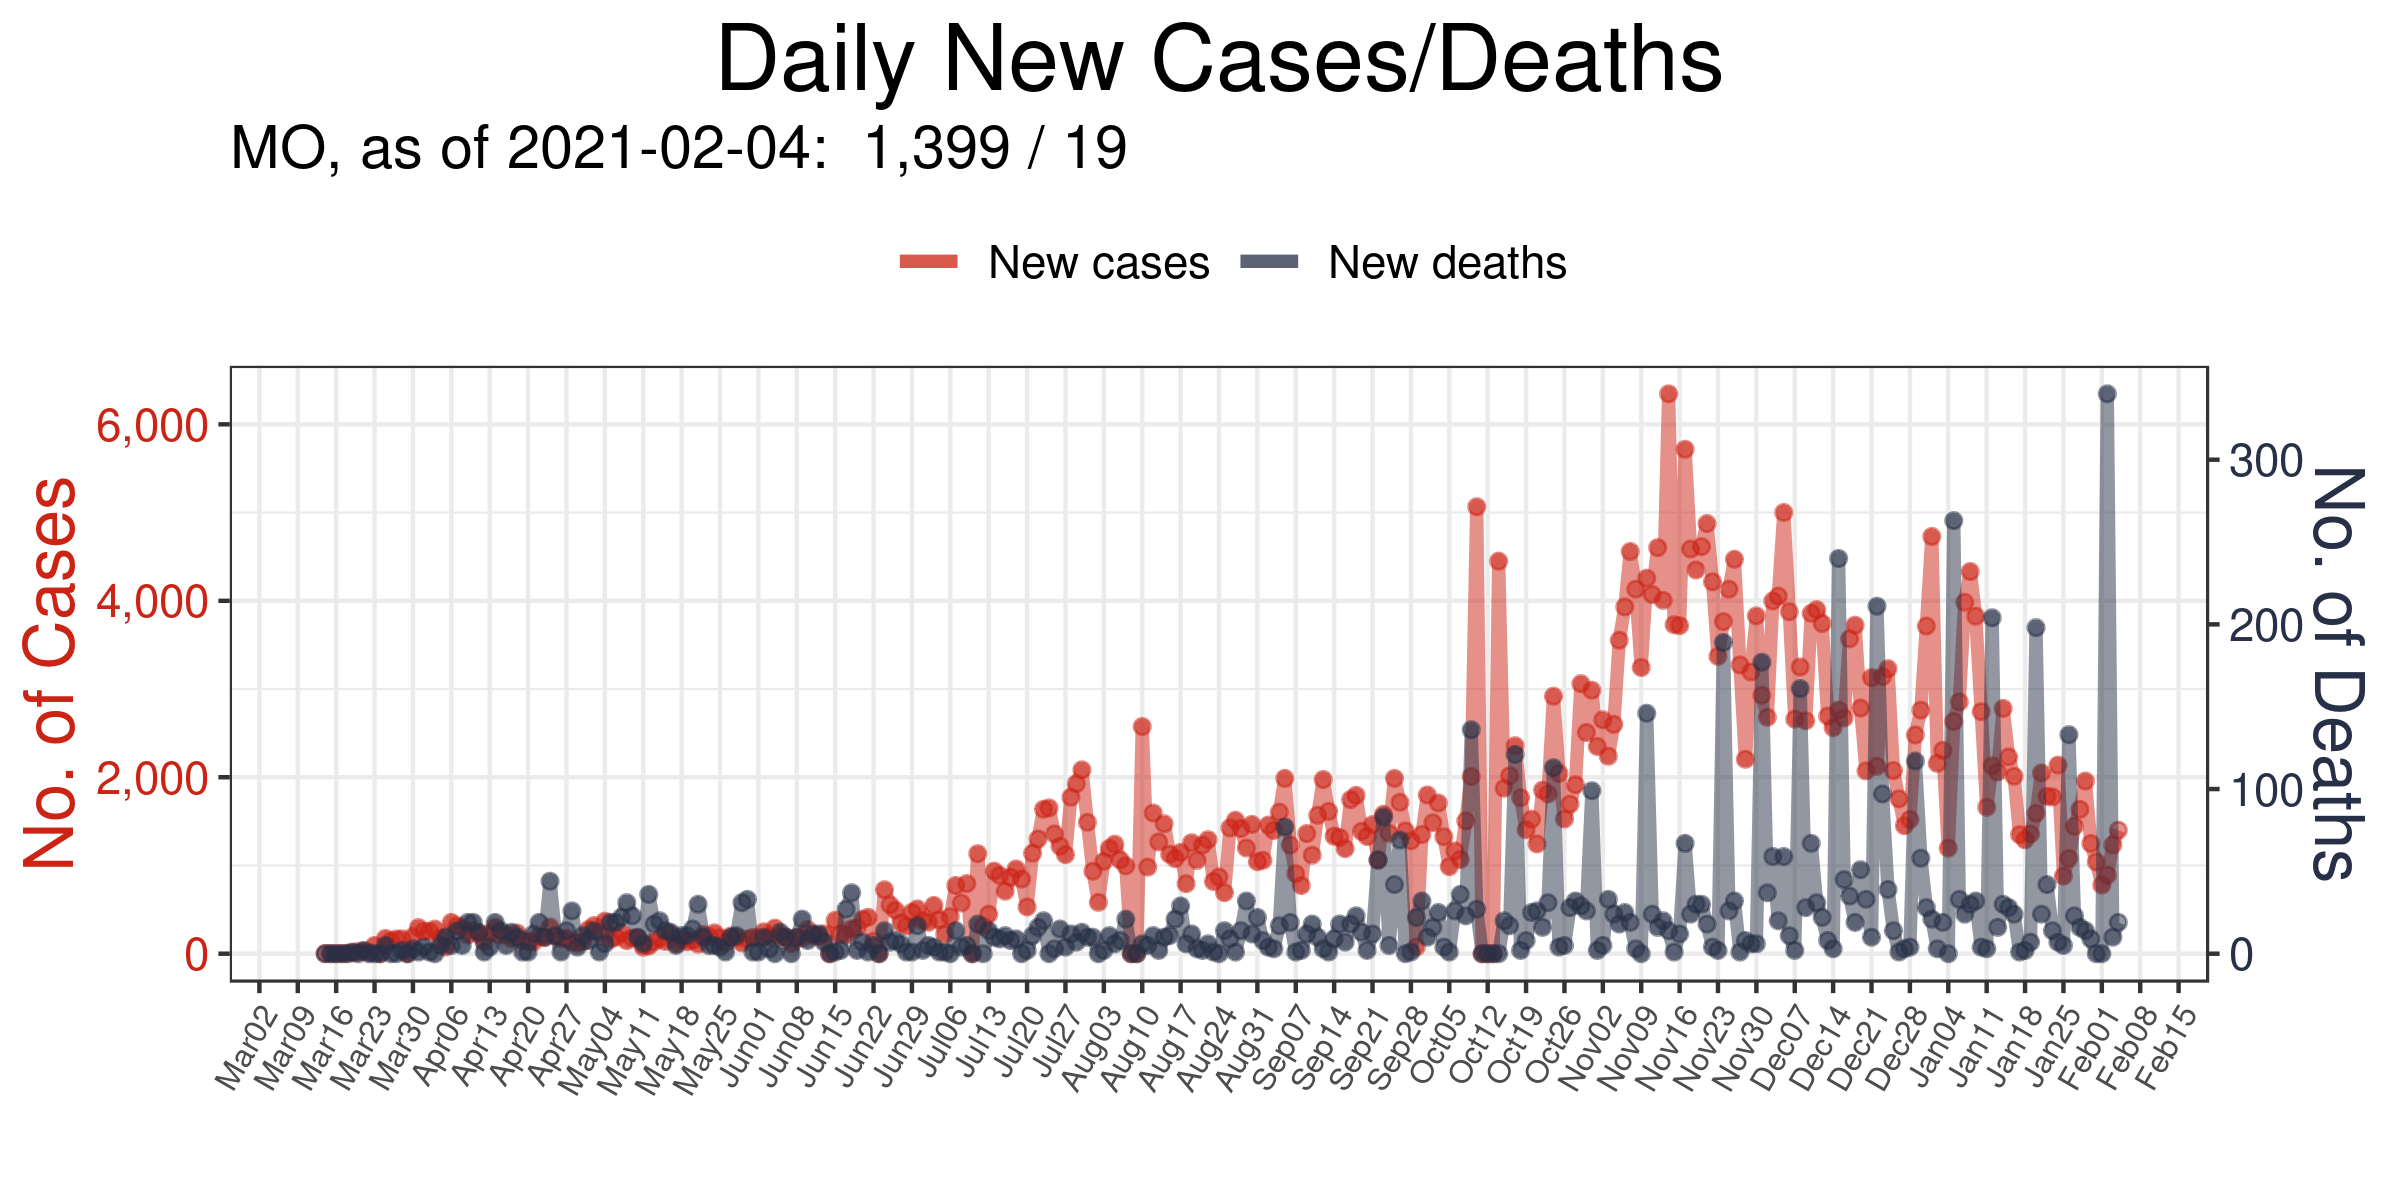 Daily New Cases/Deaths
MO, as of 2021-02-04: 1,399 / 19
New cases
New deaths
No. of Cases
6,000
4,000
2,000
0
300
200
100
0
No. of Deaths
Mar02
Mar09
Mar16
Mar23
Mar30
Apr06
Apr13
Apr20
Apr27
May04
May11
May18
May25
Jun01
Jun08
Jun15
Jun22
Jun29
Jul06
Jul13
Jul20
Jul27
Aug03
Aug10
Aug17
Aug24
Aug31
Sep07
Sep14
Sep21
Sep28
Oct05
Oct12
Oct19
Oct26
Nov02
Nov09
Nov16
Nov23
Nov30
Dec07
Dec14
Dec21
Dec28
Jan04
Jan11
Jan18
Jan25
Feb01
Feb08
Feb15